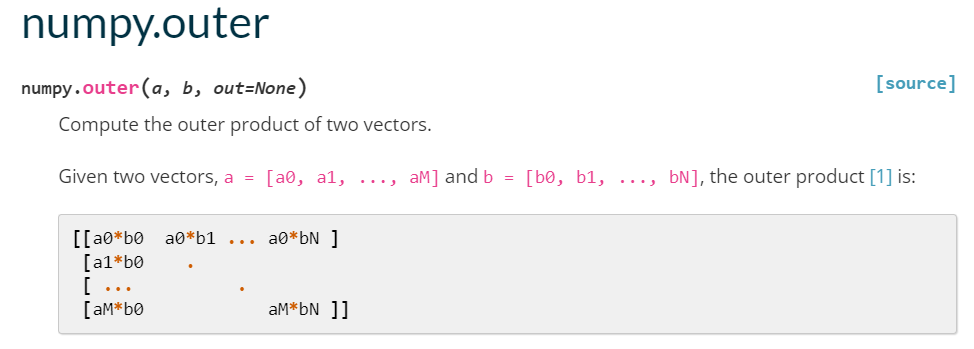 numpy.outer
numpy.outer(a, b, out=None) [source]
Compute the outer product of two vectors.
Given two vectors, a = [a0, a1, ..., aM] and b = [b0, b1, ..., bN], the outer product [1] is:
[[a0*b0  a0*b1 ... a0*bN ]
 [a1*b0    .
 [ ...          .
 [aM*b0            aM*bN ]]